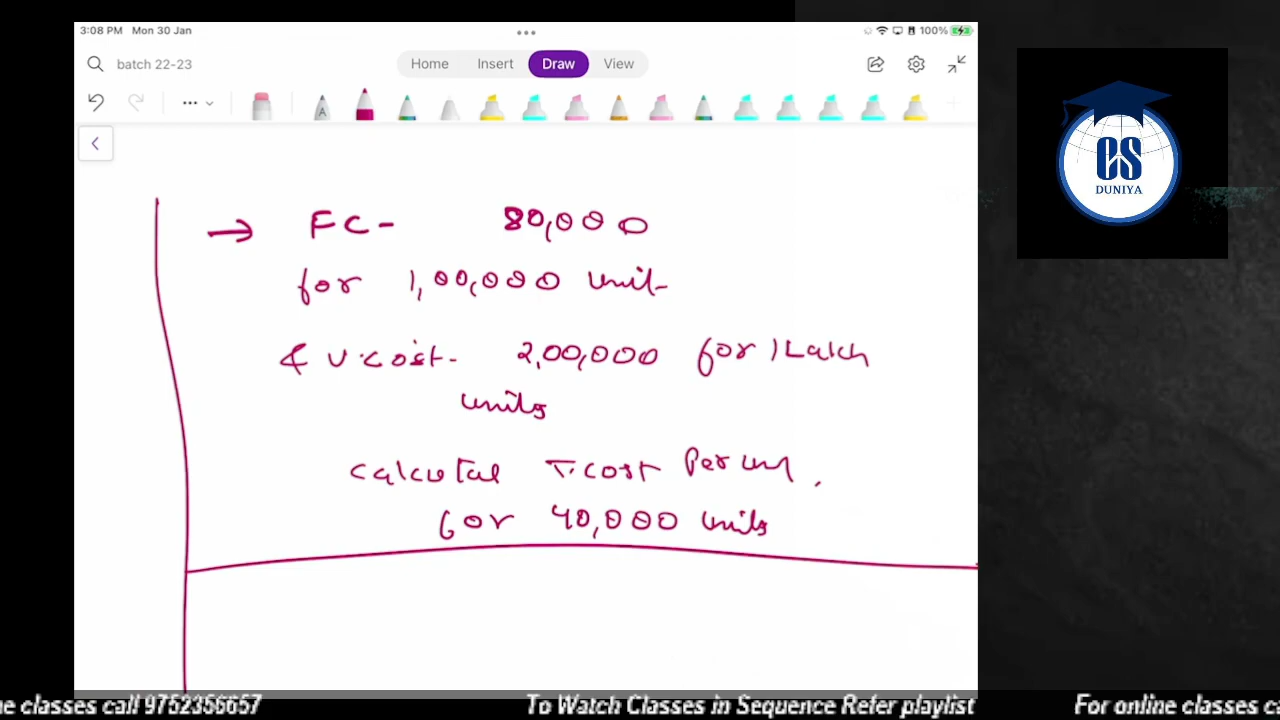 3:08 PM Mon 30 Jan
100%
batch 22-23
Home Insert Draw View
→ FC- 80,000
for 1,00,000 unit
& V.cost- 2,00,000 for 1 Lakh
units
T.cost Per unit,
for 40,000 units
CS
DUNIYA
e classes call 9752356657 To Watch Classes in Sequence Refer playlist For online classes c